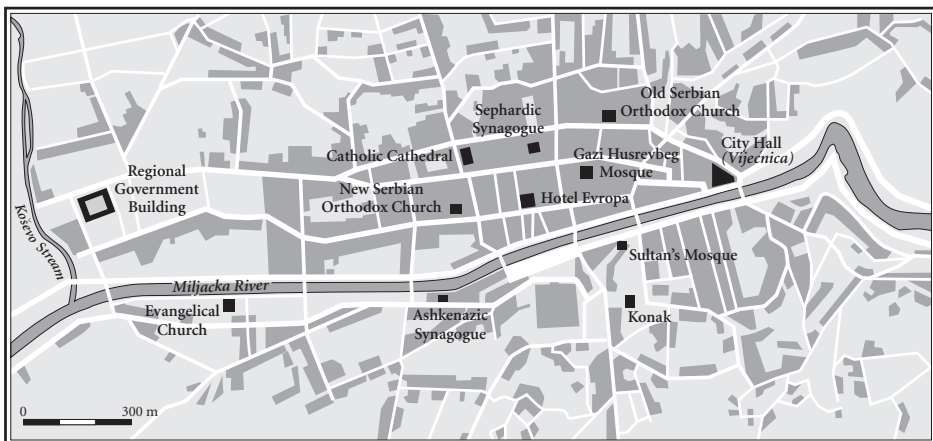 Old Serbian
Orthodox Church
Sephardic
Synagogue
City Hall
(Vijecnica)
Catholic Cathedral
Gazi Husrevbeg
Mosque
Regional
Government
Building
New Serbian
Orthodox Church
Hotel Evropa
Koševo Stream
Sultan's Mosque
Miljacka River
Evangelical
Church
Ashkenazic
Synagogue
Konak
0 300 m